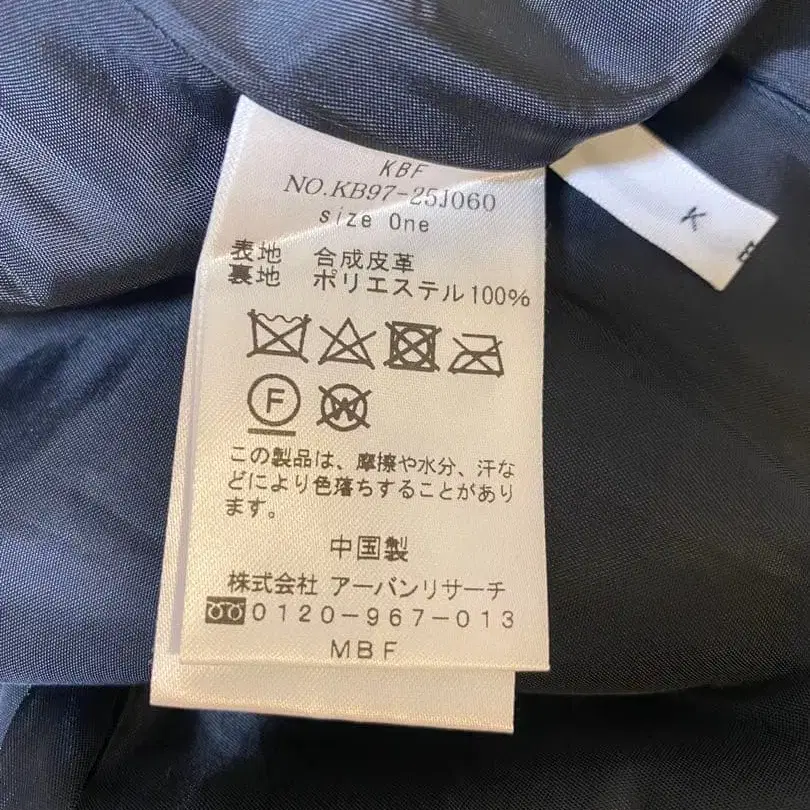 KBF
NO.KB97-25J060
size One
表地 合成皮革
裏地 ポリエステル100%
F
W
この製品は、摩擦や水分、汗な
どにより色落ちすることがあり
ます。
中国製
株式会社 アーバンリサーチ
0120-967-013
MBF
K